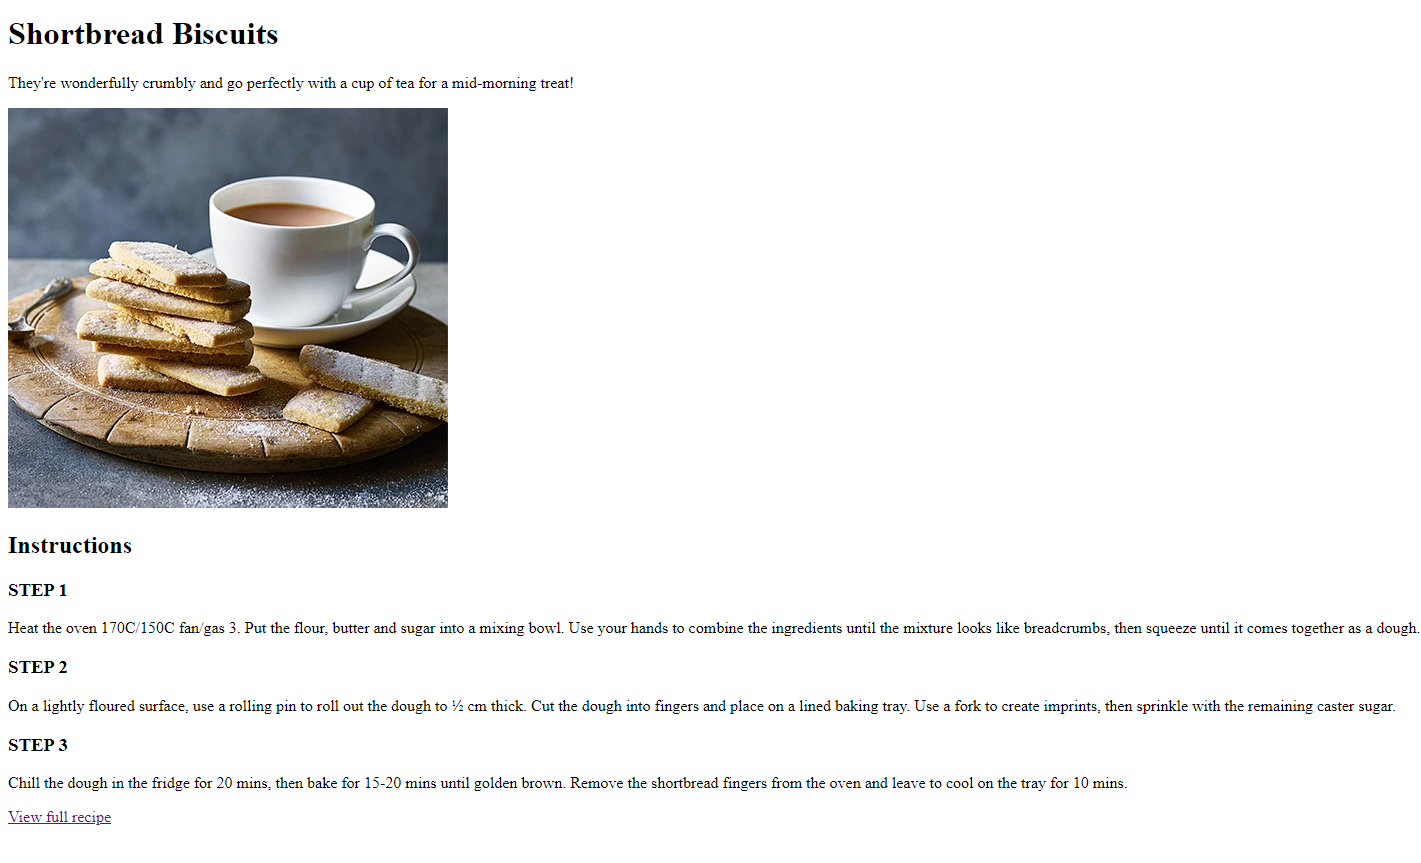 Shortbread Biscuits
They're wonderfully crumbly and go perfectly with a cup of tea for a mid-morning treat!
Instructions
STEP 1
Heat the oven 170C/150C fan/gas 3. Put the flour, butter and sugar into a mixing bowl. Use your hands to combine the ingredients until the mixture looks like breadcrumbs, then squeeze until it comes together as a dough.
STEP 2
On a lightly floured surface, use a rolling pin to roll out the dough to ½ cm thick. Cut the dough into fingers and place on a lined baking tray. Use a fork to create imprints, then sprinkle with the remaining caster sugar.
STEP 3
Chill the dough in the fridge for 20 mins, then bake for 15-20 mins until golden brown. Remove the shortbread fingers from the oven and leave to cool on the tray for 10 mins.
View full recipe